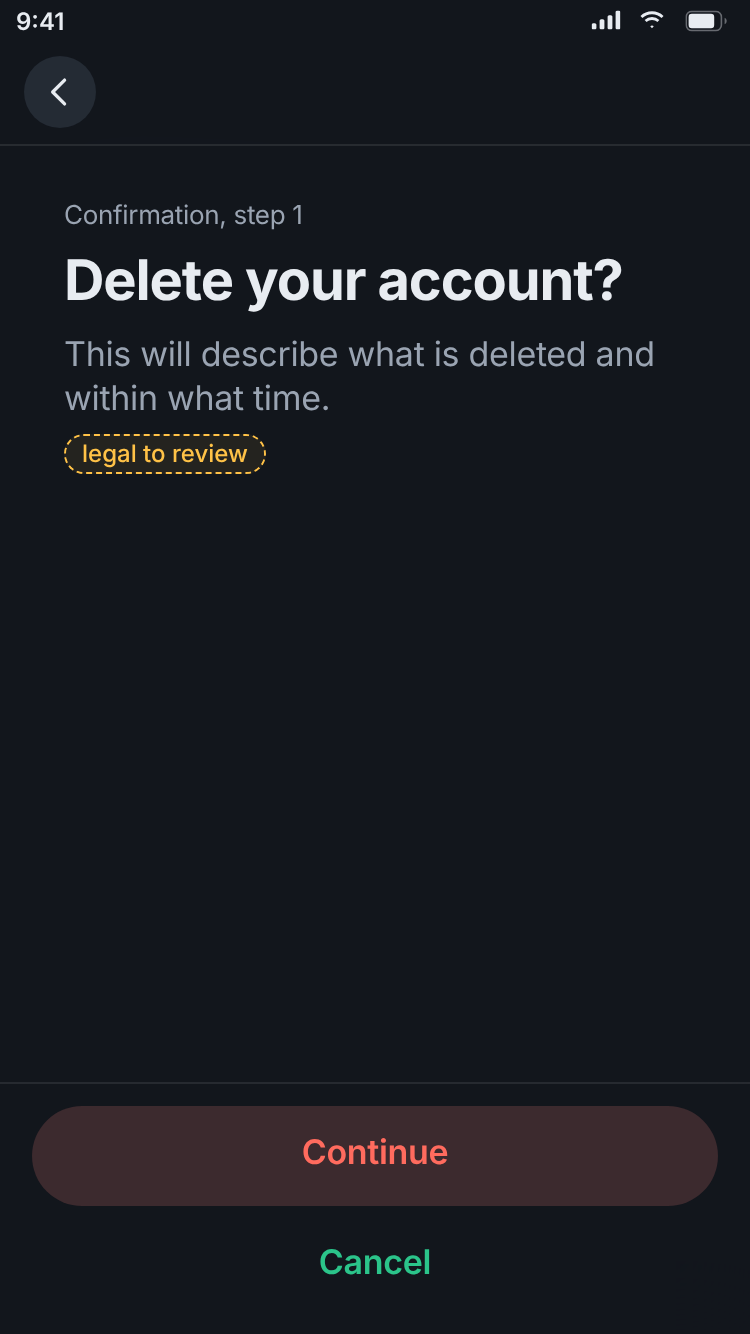 9:41
Confirmation, step 1
Delete your account?
This will describe what is deleted and
within what time.
legal to review
Continue
Cancel